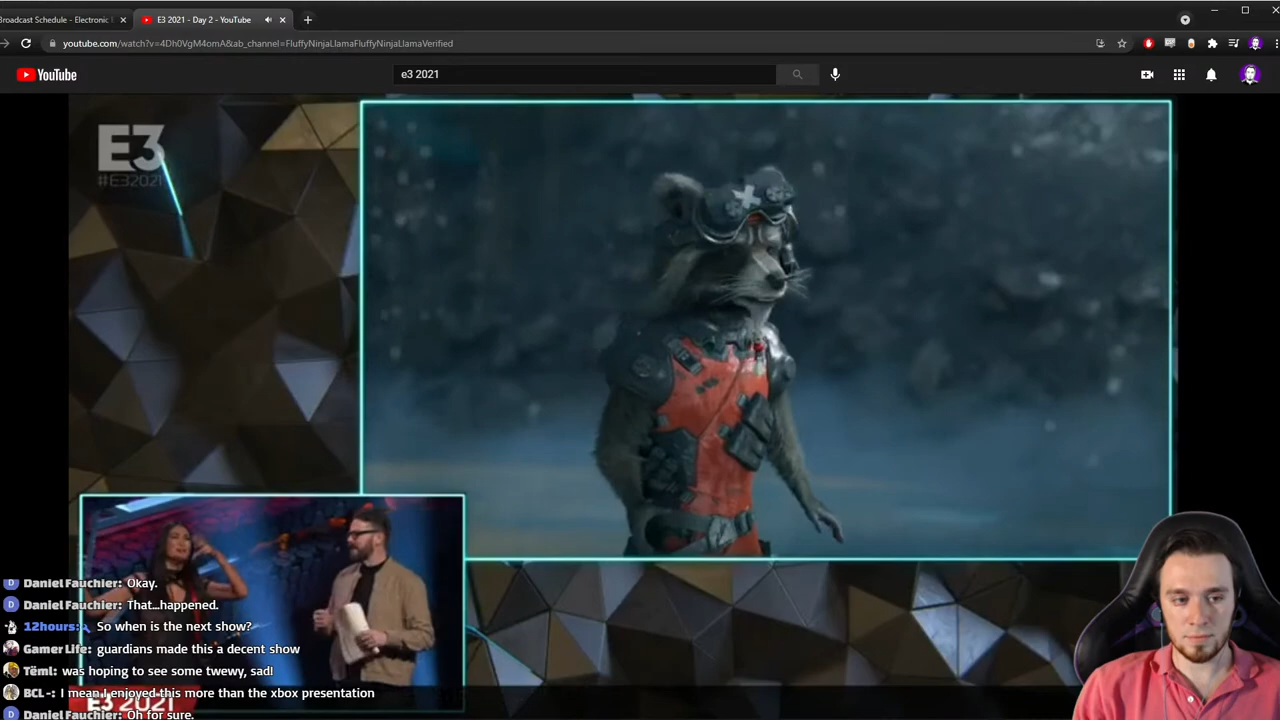 Broadcast Schedule - Electronic
E3 2021 - Day 2 - YouTube
youtube.com/watch?v=4Dh0VgM4omA&ab_channel=FluffyNinjaLlamaFluffyNinjaLlamaVerified
YouTube
e3 2021
E3
#E32021
Daniel Fauchier: Okay.
Daniel Fauchier: That...happened.
12hours: So when is the next show?
Gamer Life: guardians made this a decent show
Tëml: was hoping to see some twewy, sadl
BCL -: I mean I enjoyed this more than the xbox presentation
E3 2021
Daniel Fauchier: Oh for sure.